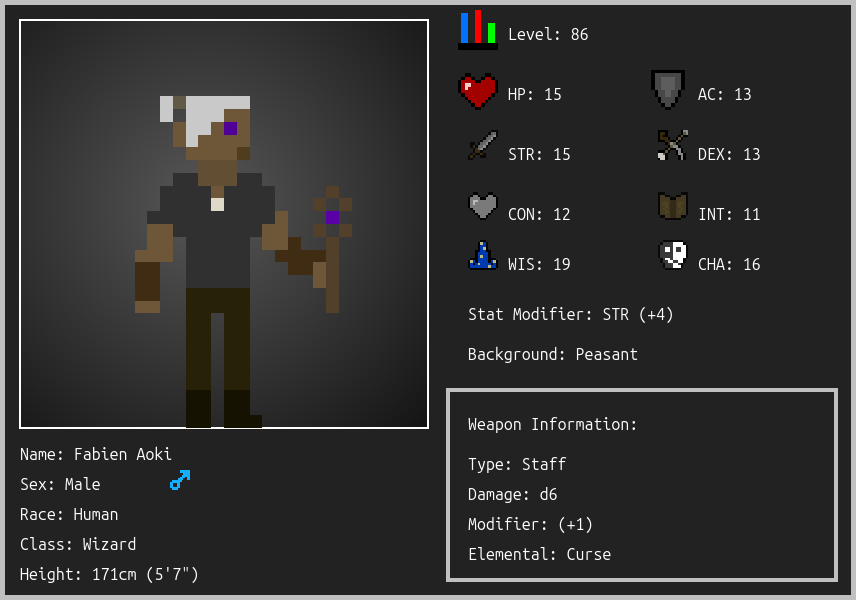 Level: 86
HP: 15
AC: 13
STR: 15
DEX: 13
CON: 12
INT: 11
WIS: 19
CHA: 16
Stat Modifier: STR (+4)
Background: Peasant
Weapon Information:
Type: Staff
Damage: d6
Modifier: (+1)
Elemental: Curse
Name: Fabien Aoki
Sex: Male
Race: Human
Class: Wizard
Height: 171cm (5'7")